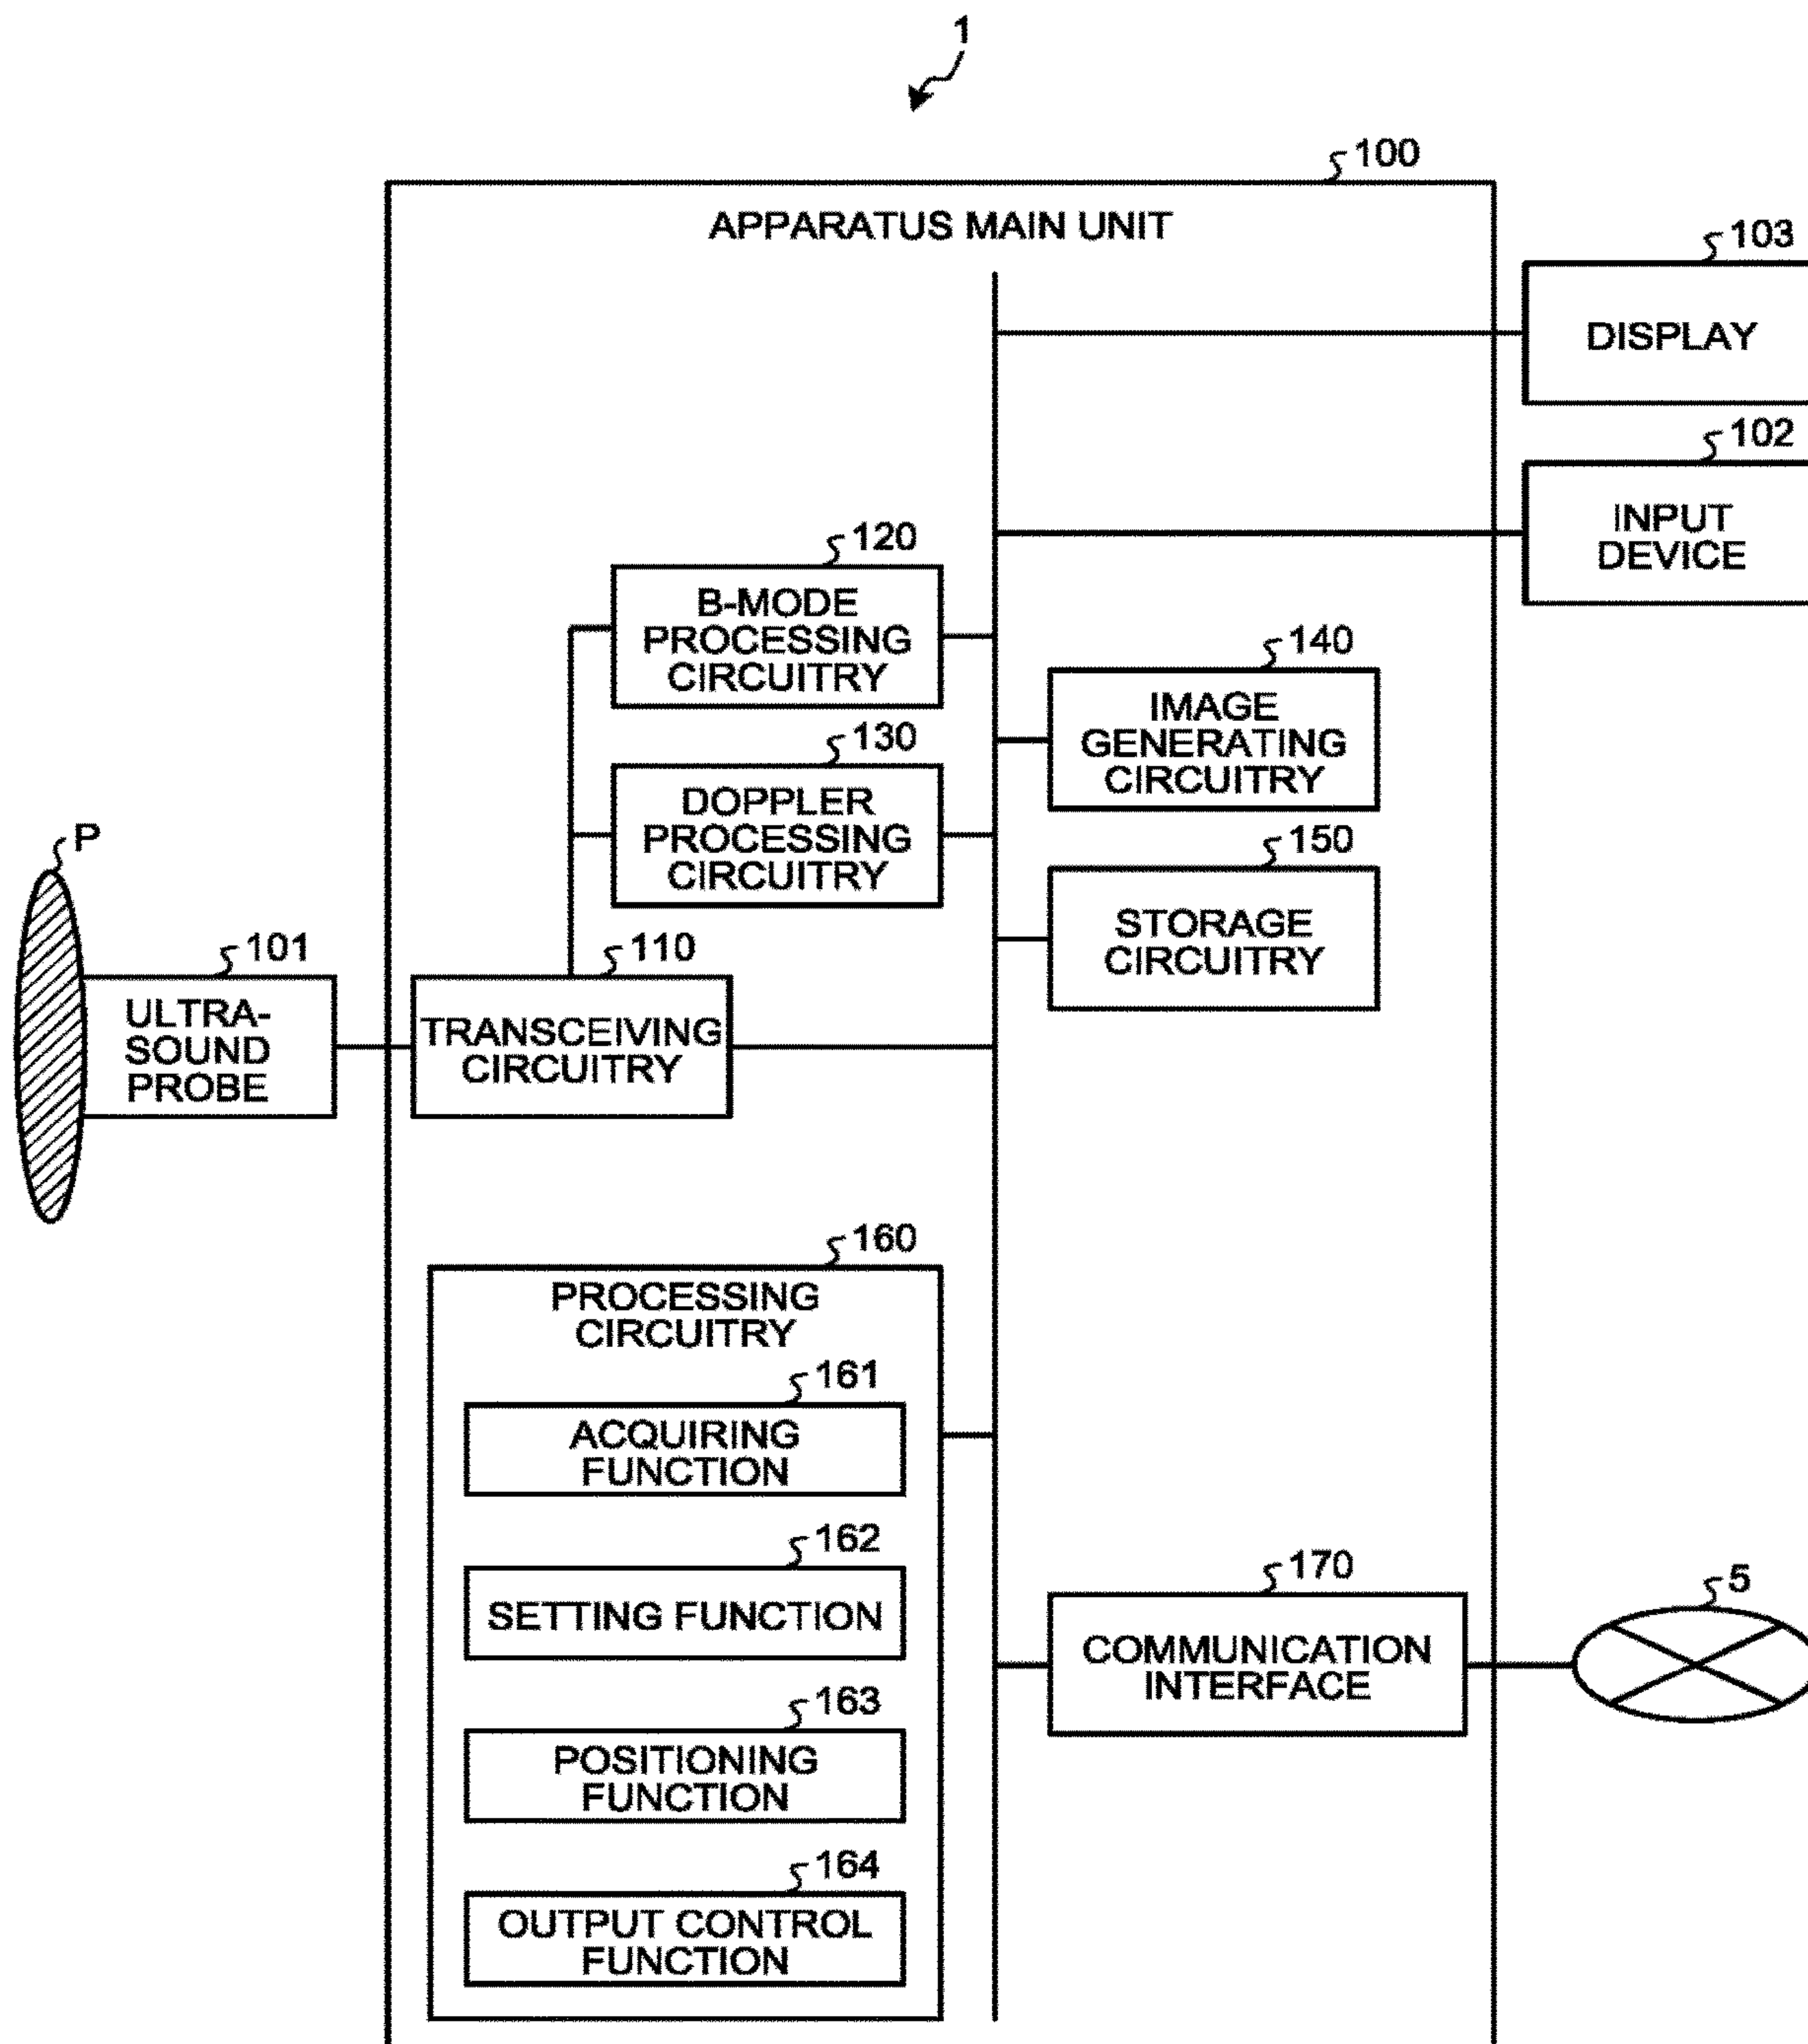 1
100
APPARATUS MAIN UNIT
103
DISPLAY
102
INPUT
DEVICE
120
B-MODE
PROCESSING
CIRCUITRY
140
IMAGE
GENERATING
CIRCUITRY
130
DOPPLER
PROCESSING
CIRCUITRY
150
STORAGE
CIRCUITRY
P
101
ULTRA-
SOUND
PROBE
110
TRANSCEIVING
CIRCUITRY
160
PROCESSING
CIRCUITRY
161
ACQUIRING
FUNCTION
162
SETTING FUNCTION
163
POSITIONING
FUNCTION
164
OUTPUT CONTROL
FUNCTION
170
COMMUNICATION
INTERFACE
5